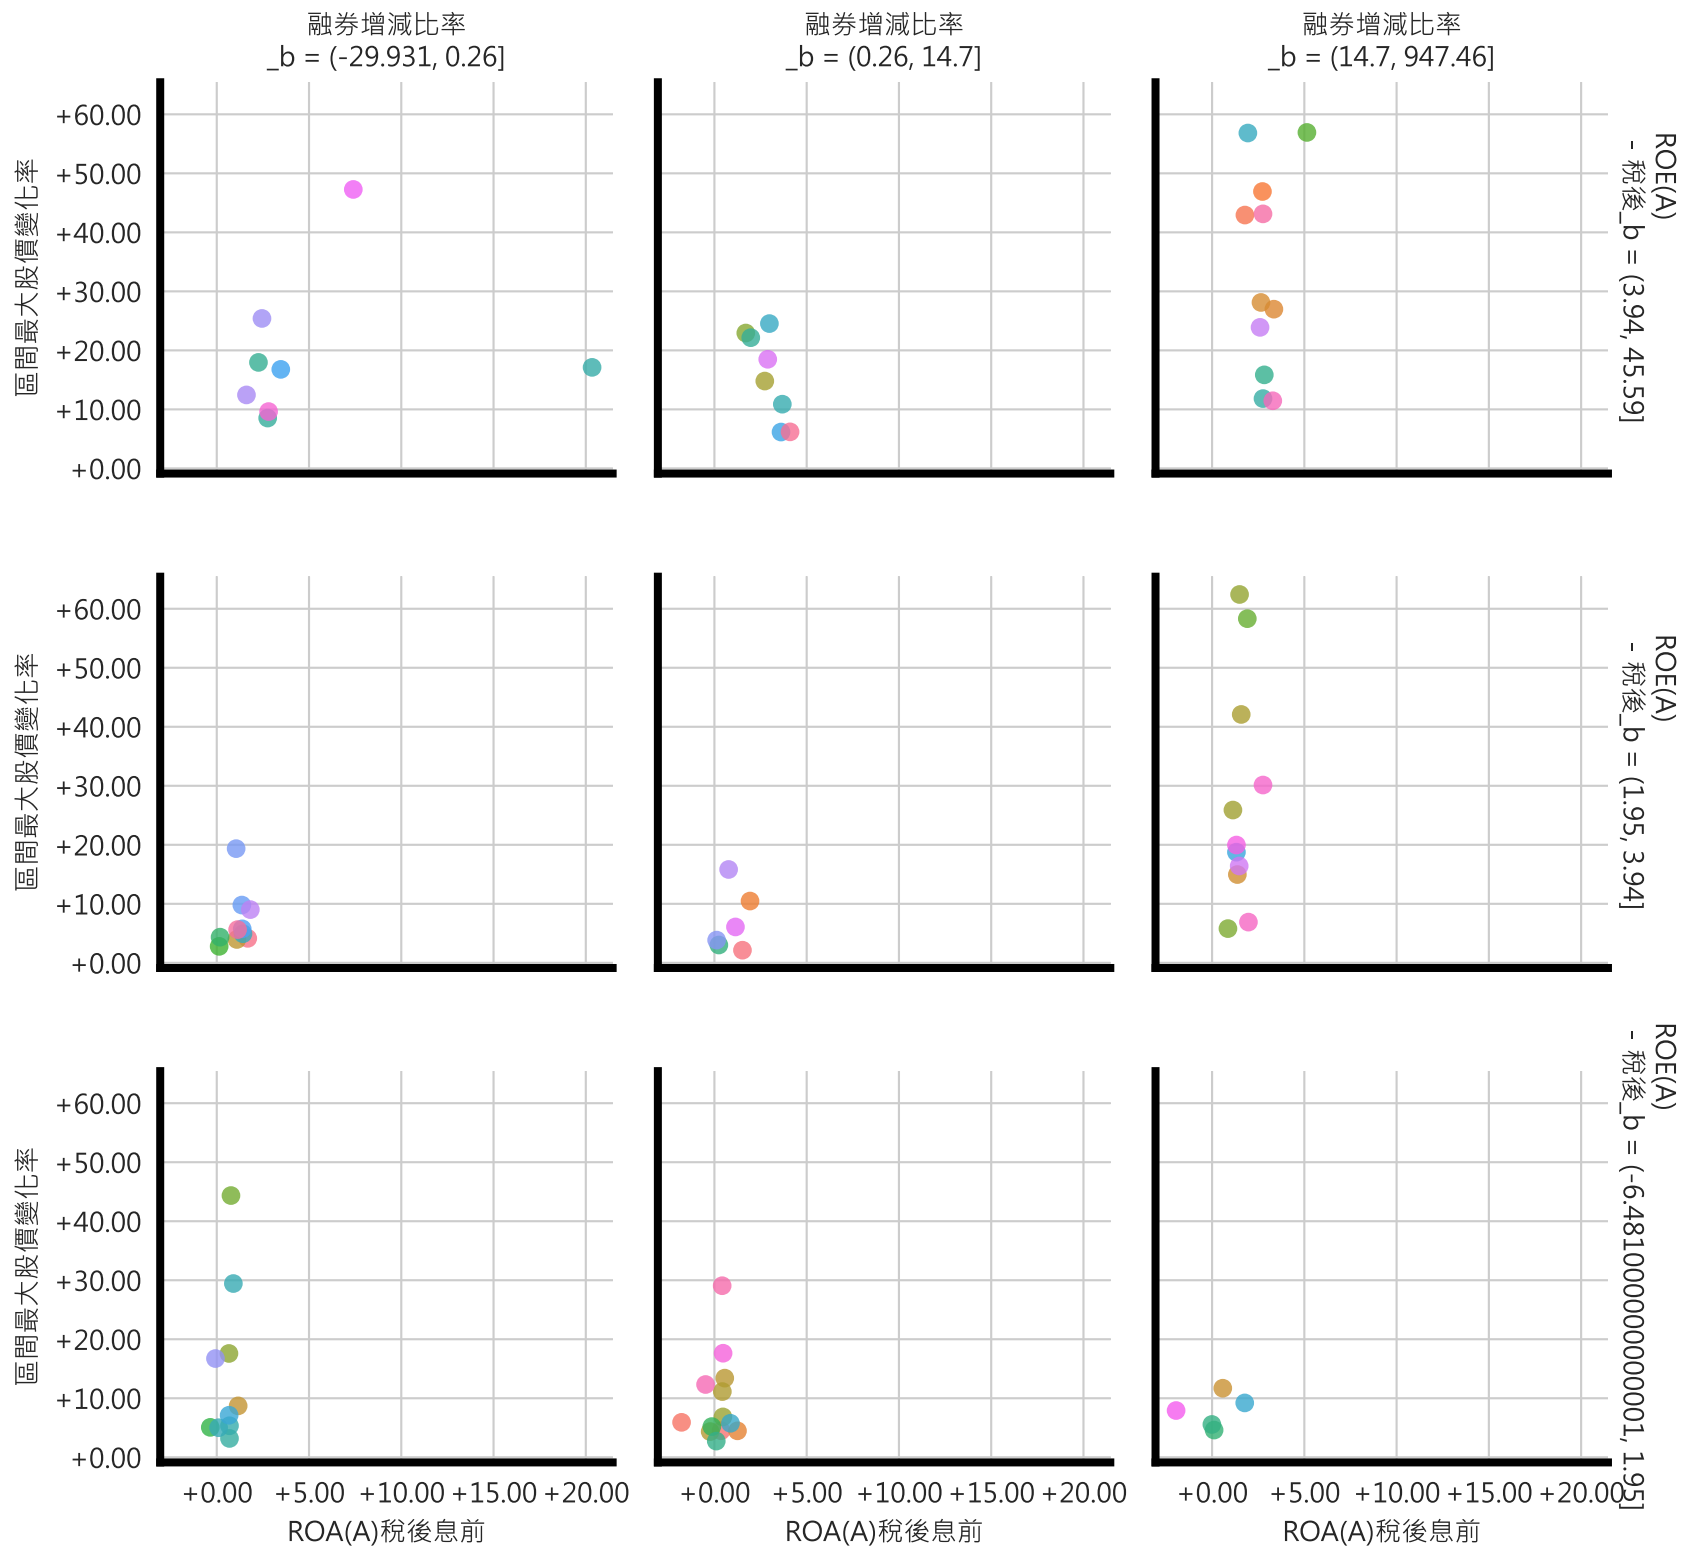 融券增減比率
_b = (-29.931, 0.26]
融券增減比率
_b = (0.26, 14.7]
融券增減比率
_b = (14.7, 947.46]
+60.00
+50.00
+40.00
+30.00
+20.00
+10.00
+0.00
區間最大股價變化率
ROE(A)
- 稅後_b = (3.94, 45.59]
+60.00
+50.00
+40.00
+30.00
+20.00
+10.00
+0.00
區間最大股價變化率
ROE(A)
- 稅後_b = (1.95, 3.94]
+60.00
+50.00
+40.00
+30.00
+20.00
+10.00
+0.00
區間最大股價變化率
ROE(A)
- 稅後_b = (-6.481000000000001, 1.95]
+0.00 +5.00 +10.00 +15.00 +20.00
+0.00 +5.00 +10.00 +15.00 +20.00
+0.00 +5.00 +10.00 +15.00 +20.00
ROA(A)稅後息前
ROA(A)稅後息前
ROA(A)稅後息前